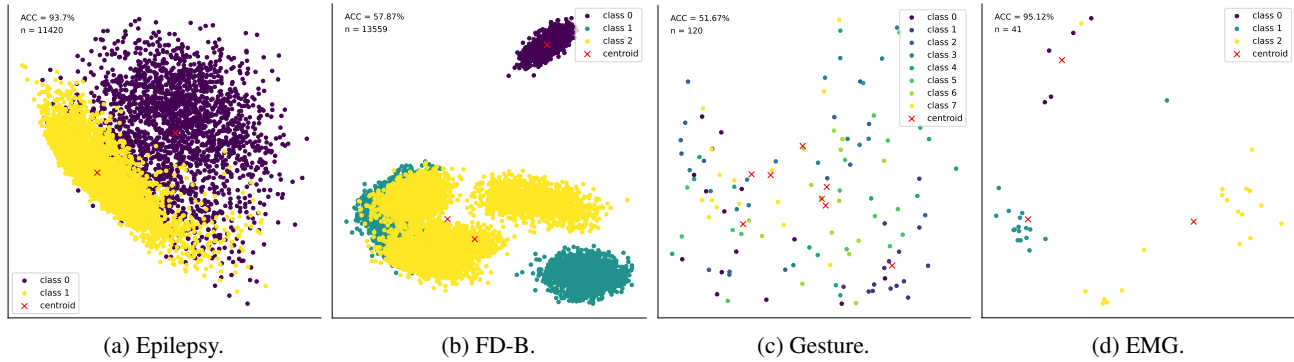 ACC = 93.7%
n = 11420
class 0
class 1
centroid
(a) Epilepsy.
ACC = 57.87%
n = 13559
class 0
class 1
class 2
centroid
(b) FD-B.
ACC = 51.67%
n = 120
class 0
class 1
class 2
class 3
class 4
class 5
class 6
class 7
centroid
(c) Gesture.
ACC = 95.12%
n = 41
class 0
class 1
class 2
centroid
(d) EMG.